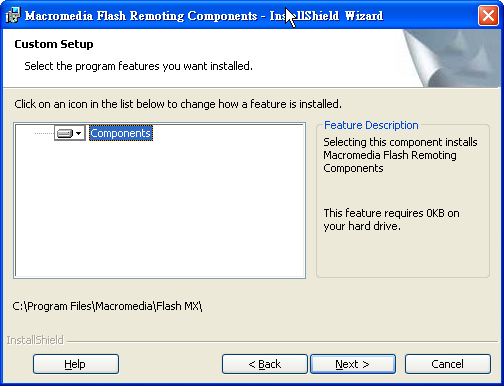 Macromedia Flash Remoting Components - InstallShield Wizard
Custom Setup
Select the program features you want installed.
Click on an icon in the list below to change how a feature is installed.
Components
Feature Description
Selecting this component installs
Macromedia Flash Remoting
Components
This feature requires 0KB on
your hard drive.
C:\Program Files\Macromedia\Flash MX\
InstallShield
Help
< Back
Next >
Cancel